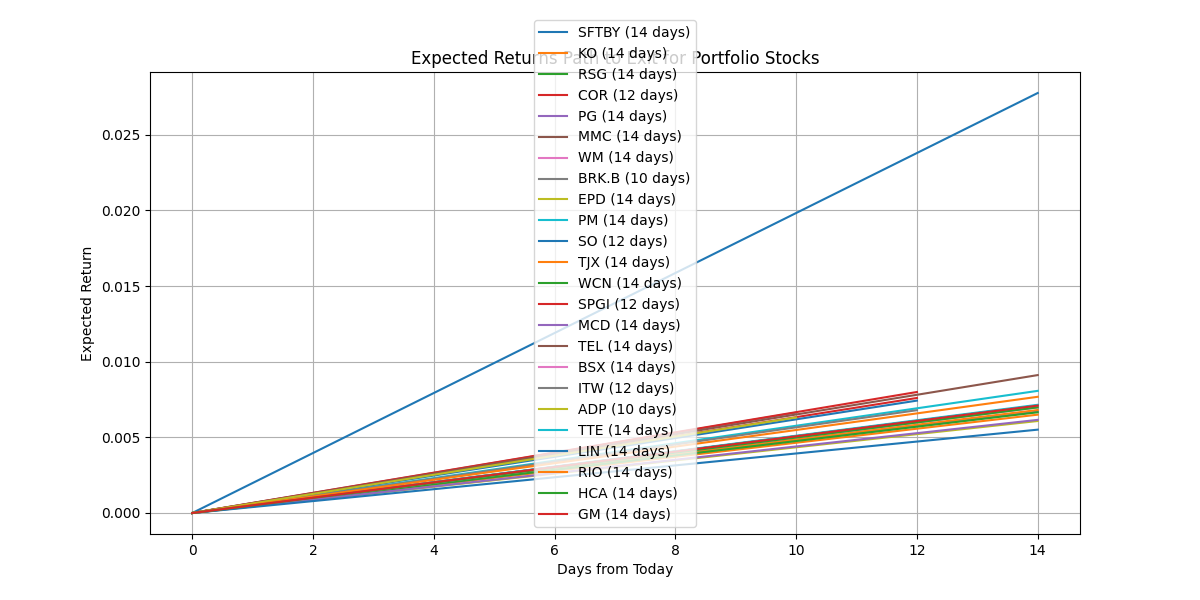 Expected Returns Path to Exit for Portfolio Stocks
SFTBY (14 days)
KO (14 days)
RSG (14 days)
COR (12 days)
PG (14 days)
MMC (14 days)
WM (14 days)
BRK.B (10 days)
EPD (14 days)
PM (14 days)
SO (12 days)
TJX (14 days)
WCN (14 days)
SPGI (12 days)
MCD (14 days)
TEL (14 days)
BSX (14 days)
ITW (12 days)
ADP (10 days)
TTE (14 days)
LIN (14 days)
RIO (14 days)
HCA (14 days)
GM (14 days)
Expected Return
0.025
0.020
0.015
0.010
0.005
0.000
0 2 4 6 8 10 12 14
Days from Today